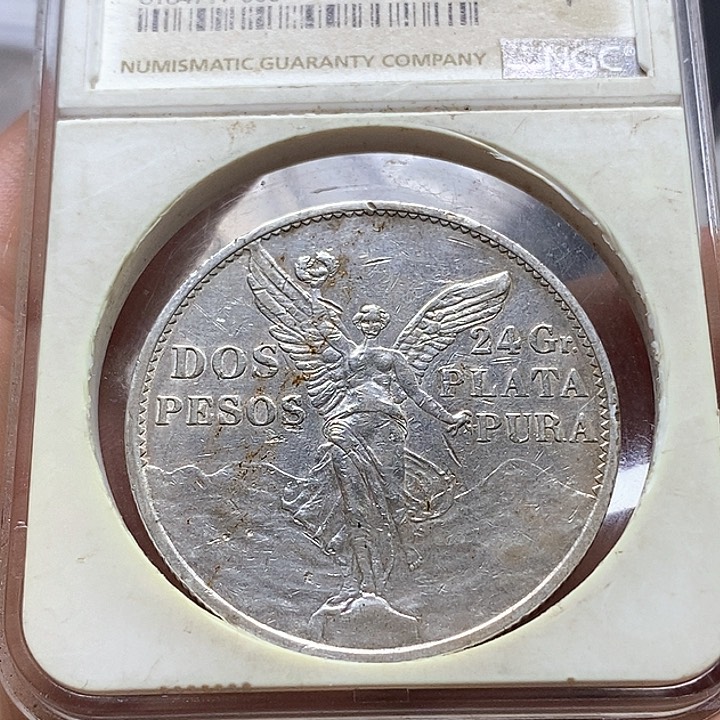 NUMISMATIC GUARANTY COMPANY NGC
DOS
PESOS
24 Gr.
PLATA
PURA